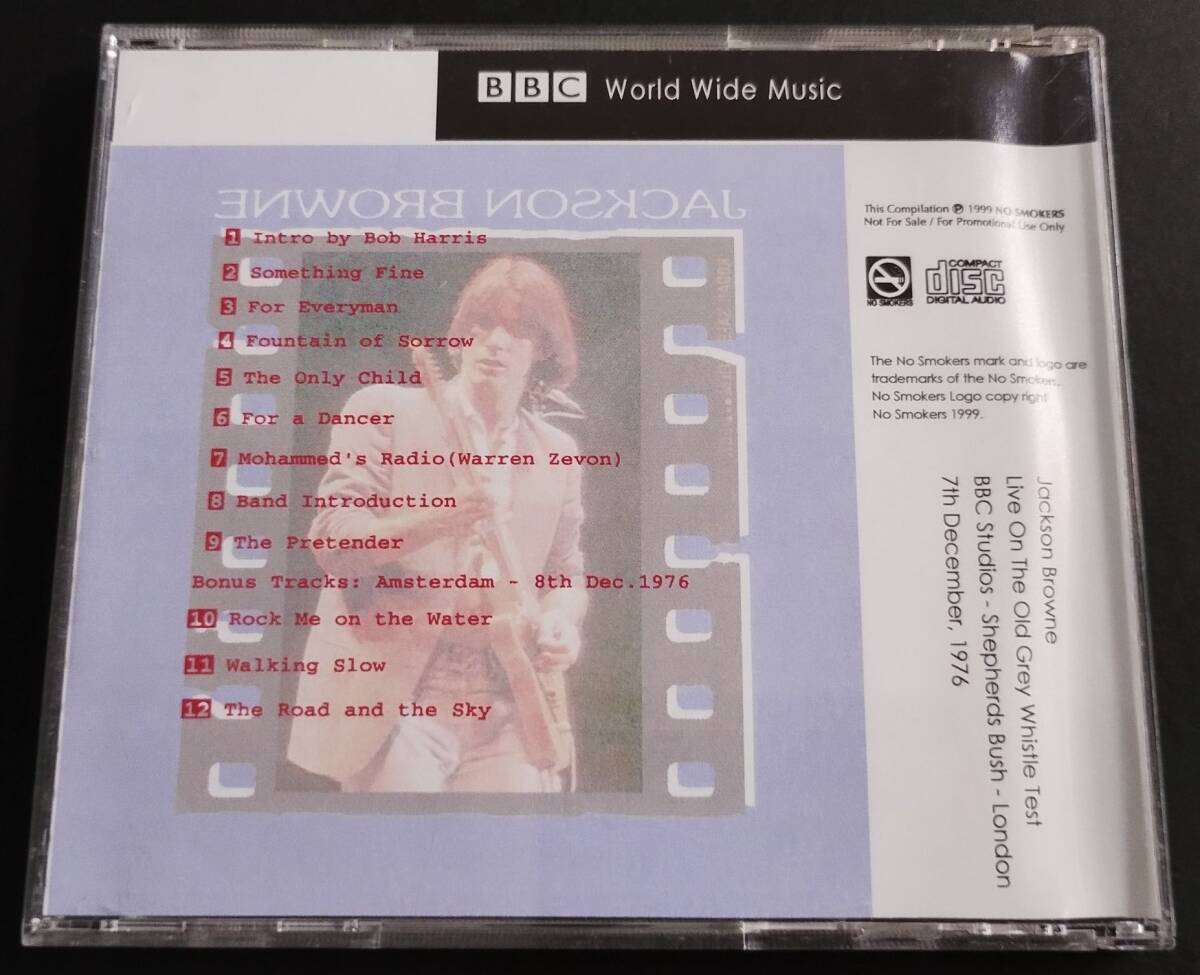 BBC World Wide Music
JACKSON BROWNE
1 Intro by Bob Harris
2 Something Fine
3 For Everyman
4 Fountain of Sorrow
5 The Only Child
6 For a Dancer
7 Mohammed's Radio(Warren Zevon)
8 Band Introduction
9 The Pretender
Bonus Tracks: Amsterdam - 8th Dec.1976
10 Rock Me on the Water
11 Walking Slow
12 The Road and the Sky
This Compilation ℗ 1999 NO SMOKERS
Not For Sale / For Promotional Use Only
NO SMOKERS
COMPACT
disc
DIGITAL AUDIO
The No Smokers mark and logo are
trademarks of the No Smokers.
No Smokers Logo copy right
No Smokers 1999.
Jackson Browne
Live On The Old Grey Whistle Test
BBC Studios - Shepherds Bush - London
7th December, 1976